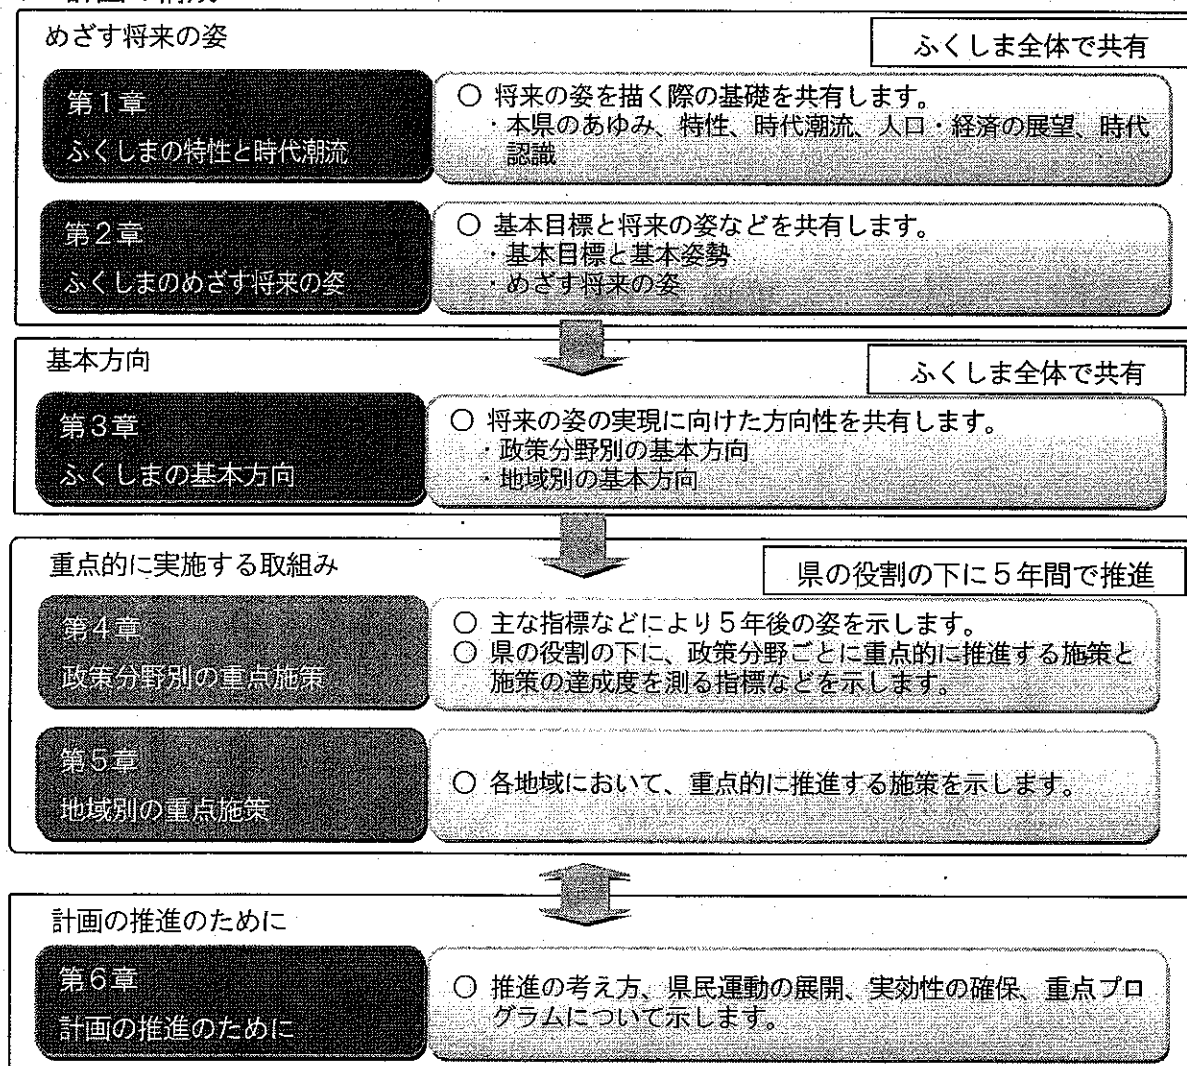 めざす将来の姿
ふくしま全体で共有
第1章
ふくしまの特性と時代潮流
○ 将来の姿を描く際の基礎を共有します。
・本県のあゆみ、特性、時代潮流、人口・経済の展望、時代
認識
第2章
ふくしまのめざす将来の姿
○ 基本目標と将来の姿などを共有します。
・基本目標と基本姿勢
・めざす将来の姿
基本方向
ふくしま全体で共有
第3章
ふくしまの基本方向
○ 将来の姿の実現に向けた方向性を共有します。
・政策分野別の基本方向
・地域別の基本方向
重点的に実施する取組み
県の役割の下に5年間で推進
第4章
政策分野別の重点施策
○ 主な指標などにより5年後の姿を示します。
○ 県の役割の下に、政策分野ごとに重点的に推進する施策と
施策の達成度を測る指標などを示します。
第5章
地域別の重点施策
○ 各地域において、重点的に推進する施策を示します。
計画の推進のために
第6章
計画の推進のために
○ 推進の考え方、県民運動の展開、実効性の確保、重点プロ
グラムについて示します。